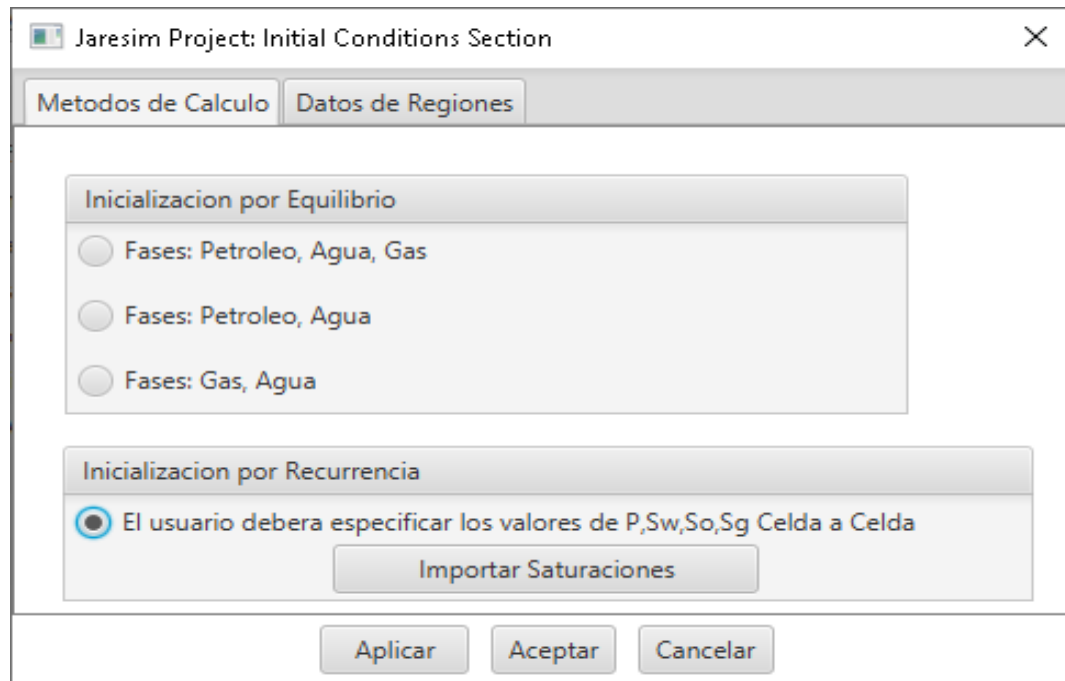 Jaresim Project: Initial Conditions Section
Metodos de Calculo Datos de Regiones
Inicializacion por Equilibrio
Fases: Petroleo, Agua, Gas
Fases: Petroleo, Agua
Fases: Gas, Agua
Inicializacion por Recurrencia
El usuario debera especificar los valores de P,Sw,So,Sg Celda a Celda
Importar Saturaciones
Aplicar Aceptar Cancelar